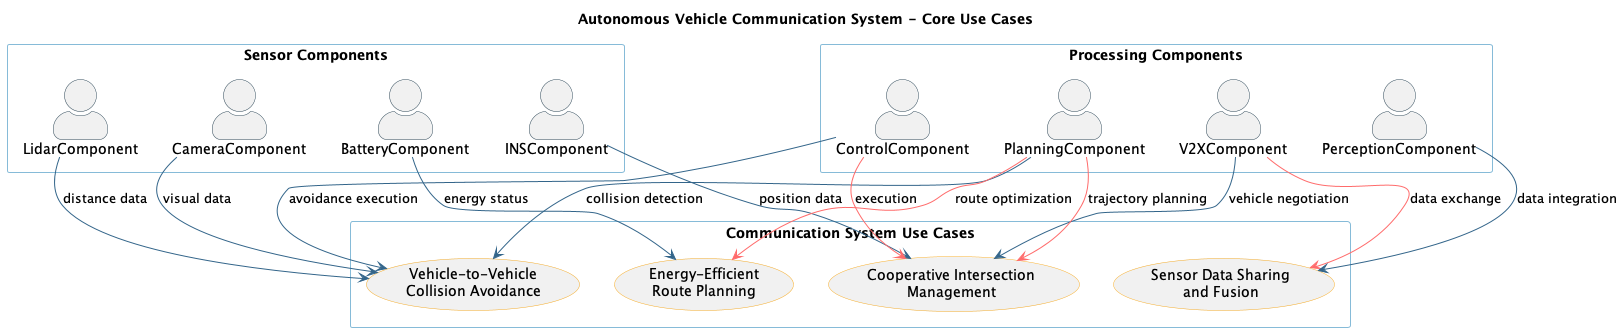 Autonomous Vehicle Communication System - Core Use Cases
Sensor Components
Processing Components
LidarComponent
CameraComponent
BatteryComponent
INSComponent
ControlComponent
PlanningComponent
V2XComponent
PerceptionComponent
distance data
visual data
avoidance execution
energy status
collision detection
position data
execution
route optimization
trajectory planning
vehicle negotiation
data exchange
data integration
Communication System Use Cases
Vehicle-to-Vehicle
Collision Avoidance
Energy-Efficient
Route Planning
Cooperative Intersection
Management
Sensor Data Sharing
and Fusion